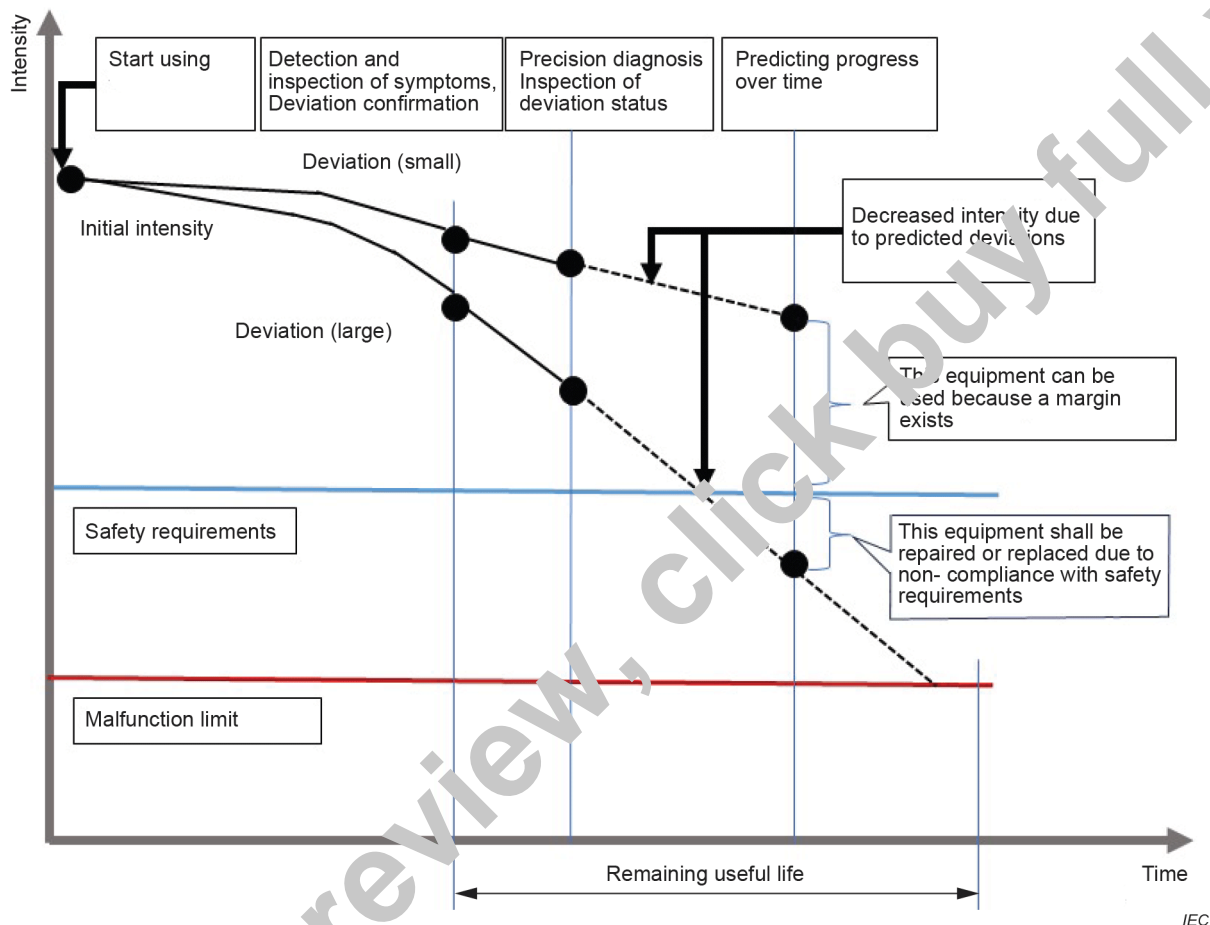 Intensity
Start using
Detection and
inspection of symptoms,
Deviation confirmation
Precision diagnosis
Inspection of
deviation status
Predicting progress
over time
Deviation (small)
Initial intensity
Decreased intensity due
to predicted deviations
Deviation (large)
This equipment can be
used because a margin
exists
Safety requirements
This equipment shall be
repaired or replaced due to
non- compliance with safety
requirements
Malfunction limit
Remaining useful life
Time
IEC
review, click buy full